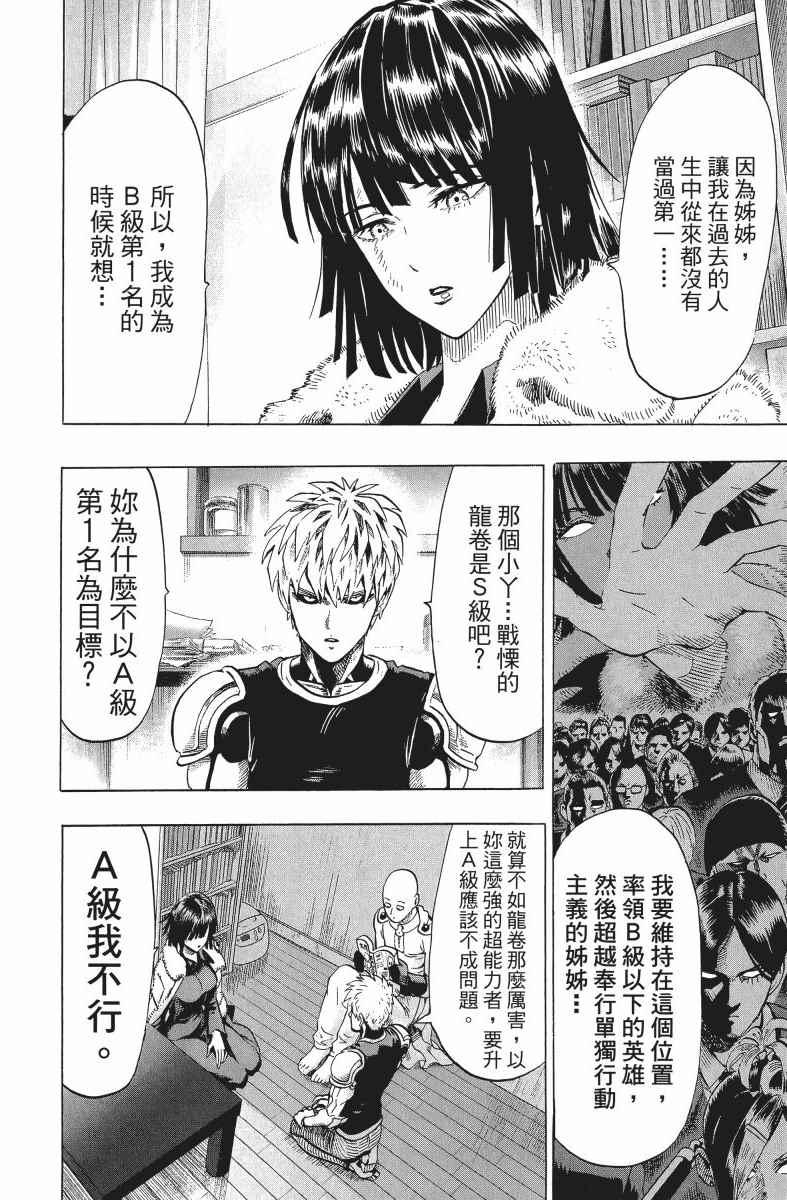 因為姊姊，
讓我在過去的人
生中從來都沒有
當過第一……
所以，我成為
B級第1名的
時候就想…
我要維持在這個位置，
率領B級以下的英雄，
然後超越奉行單獨行動
主義的姊姊…
那個小丫…戰慄的
龍卷是S級吧？
妳為什麼不以A級
第1名為目標？
就算不如龍卷那麼厲害，以
妳這麼強的超能力者，要升
上A級應該不成問題。
A級我不行。